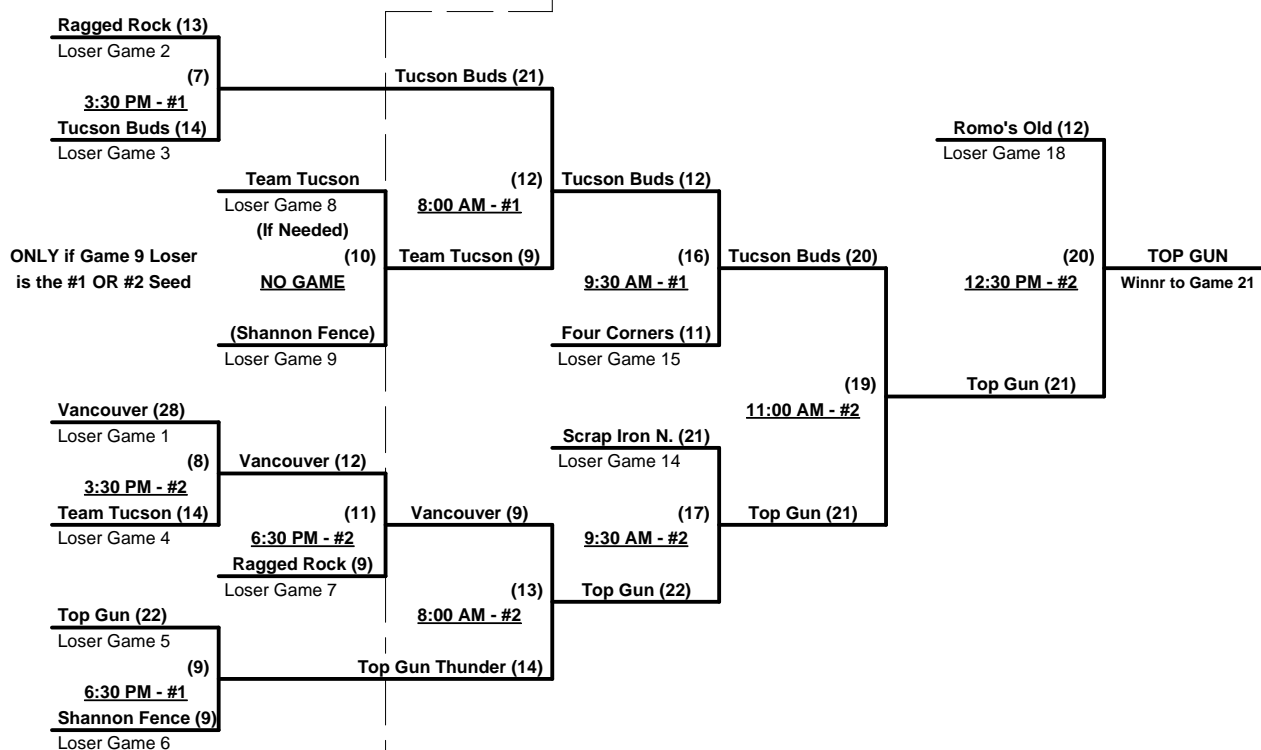 Ragged Rock (13)
Loser Game 2
(7)
3:30 PM - #1
Tucson Buds (14)
Loser Game 3
Tucson Buds (21)
Team Tucson
Loser Game 8
(If Needed)
(10)
NO GAME
(Shannon Fence)
Loser Game 9
ONLY if Game 9 Loser
is the #1 OR #2 Seed
Team Tucson (9)
(12)
8:00 AM - #1
Tucson Buds (12)
(16)
9:30 AM - #1
Four Corners (11)
Loser Game 15
Tucson Buds (20)
Vancouver (28)
Loser Game 1
(8)
3:30 PM - #2
Team Tucson (14)
Loser Game 4
Vancouver (12)
(11)
6:30 PM - #2
Ragged Rock (9)
Loser Game 7
Vancouver (9)
Top Gun (22)
Loser Game 5
(9)
6:30 PM - #1
Shannon Fence (9)
Loser Game 6
Top Gun Thunder (14)
(13)
8:00 AM - #2
Top Gun (22)
Scrap Iron N. (21)
Loser Game 14
(17)
9:30 AM - #2
Top Gun (21)
(19)
11:00 AM - #2
Top Gun (21)
Romo's Old (12)
Loser Game 18
(20)
12:30 PM - #2
TOP GUN
Winnr to Game 21